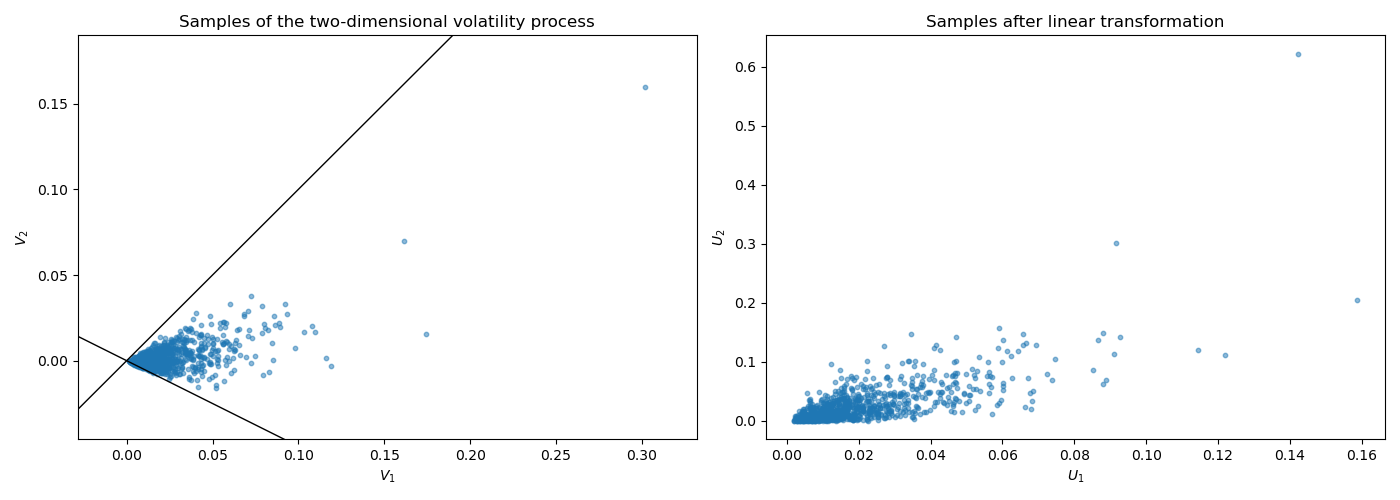 Samples of the two-dimensional volatility process
0.15
0.10
0.05
0.00
V₂
0.00 0.05 0.10 0.15 0.20 0.25 0.30
V₁
Samples after linear transformation
0.6
0.5
0.4
0.3
0.2
0.1
0.0
U₂
0.00 0.02 0.04 0.06 0.08 0.10 0.12 0.14 0.16
U₁